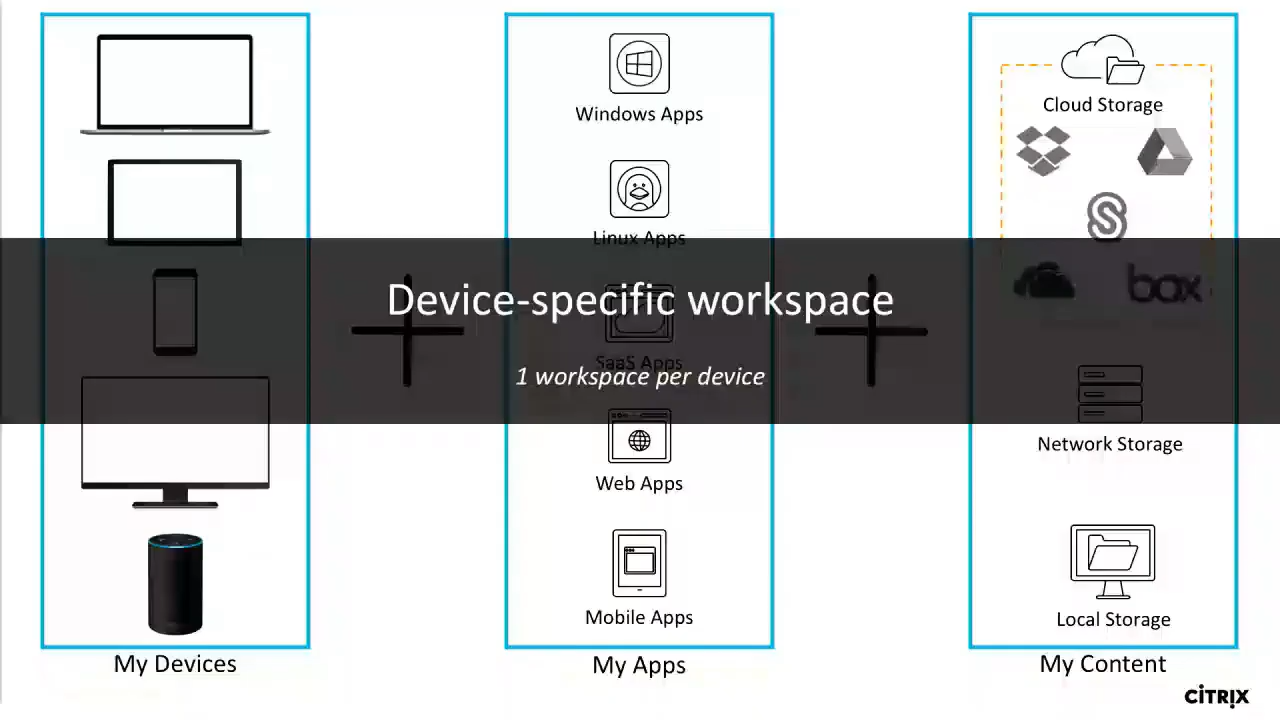 Windows Apps
Linux Apps
SaaS Apps
Web Apps
Mobile Apps
Cloud Storage
box
Network Storage
Local Storage
Device-specific workspace
1 workspace per device
My Devices
My Apps
My Content
CITRIX